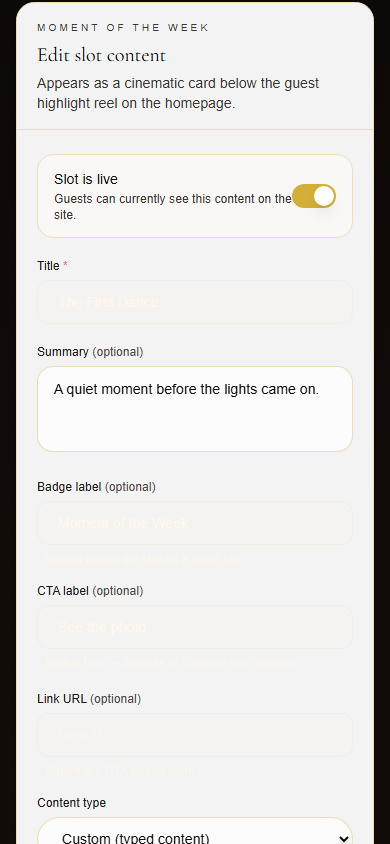 MOMENT OF THE WEEK
Edit slot content
Appears as a cinematic card below the guest
highlight reel on the homepage.
Slot is live
Guests can currently see this content on the
site.
Title *
The First Dance
Summary (optional)
A quiet moment before the lights came on.
Badge label (optional)
Moment of the Week
CTA label (optional)
See the photo
Link URL (optional)
Content type
Custom (typed content)